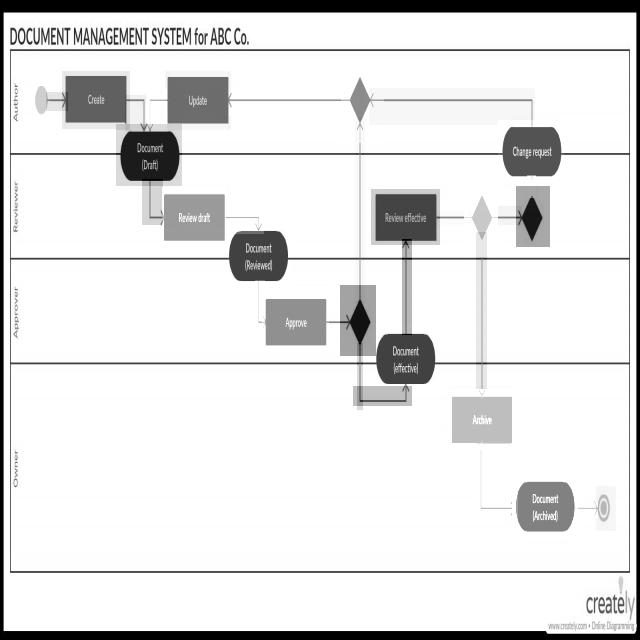 DOCUMENT MANAGEMENT SYSTEM for ABC Co.
Author
Create
Update
Document
(Draft)
Change request
Reviewer
Review draft
Review effective
Document
(Reviewed)
Approver
Approve
Document
(effective)
Owner
Archive
Document
(Archived)
creately
www.creately.com • Online Diagramming